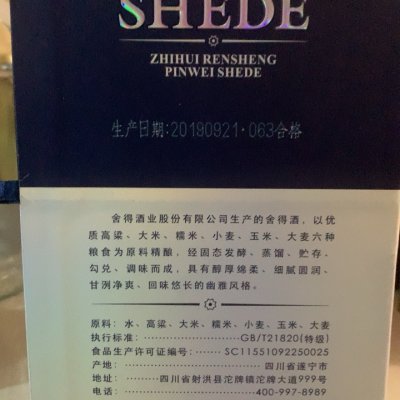 SHEDE
ZHIHUI RENSHENG
PINWEI SHEDE
生产日期:20190921·063合格
舍得酒业股份有限公司生产的舍得酒，以优
质高粱、大米、糯米、小麦、玉米、大麦六种
粮食为原料精酿，经固态发酵、蒸馏、贮存、
勾兑、调味而成，具有醇厚绵柔、细腻圆润、
甘洌净爽、回味悠长的幽雅风格。
原料：水、高粱、大米、糯米、小麦、玉米、大麦
执行标准：GB/T21820(特级)
食品生产许可证编号：SC11551092250025
产地：四川省遂宁市
地址：四川省射洪县沱牌镇沱牌大道999号
电话：400-997-8989